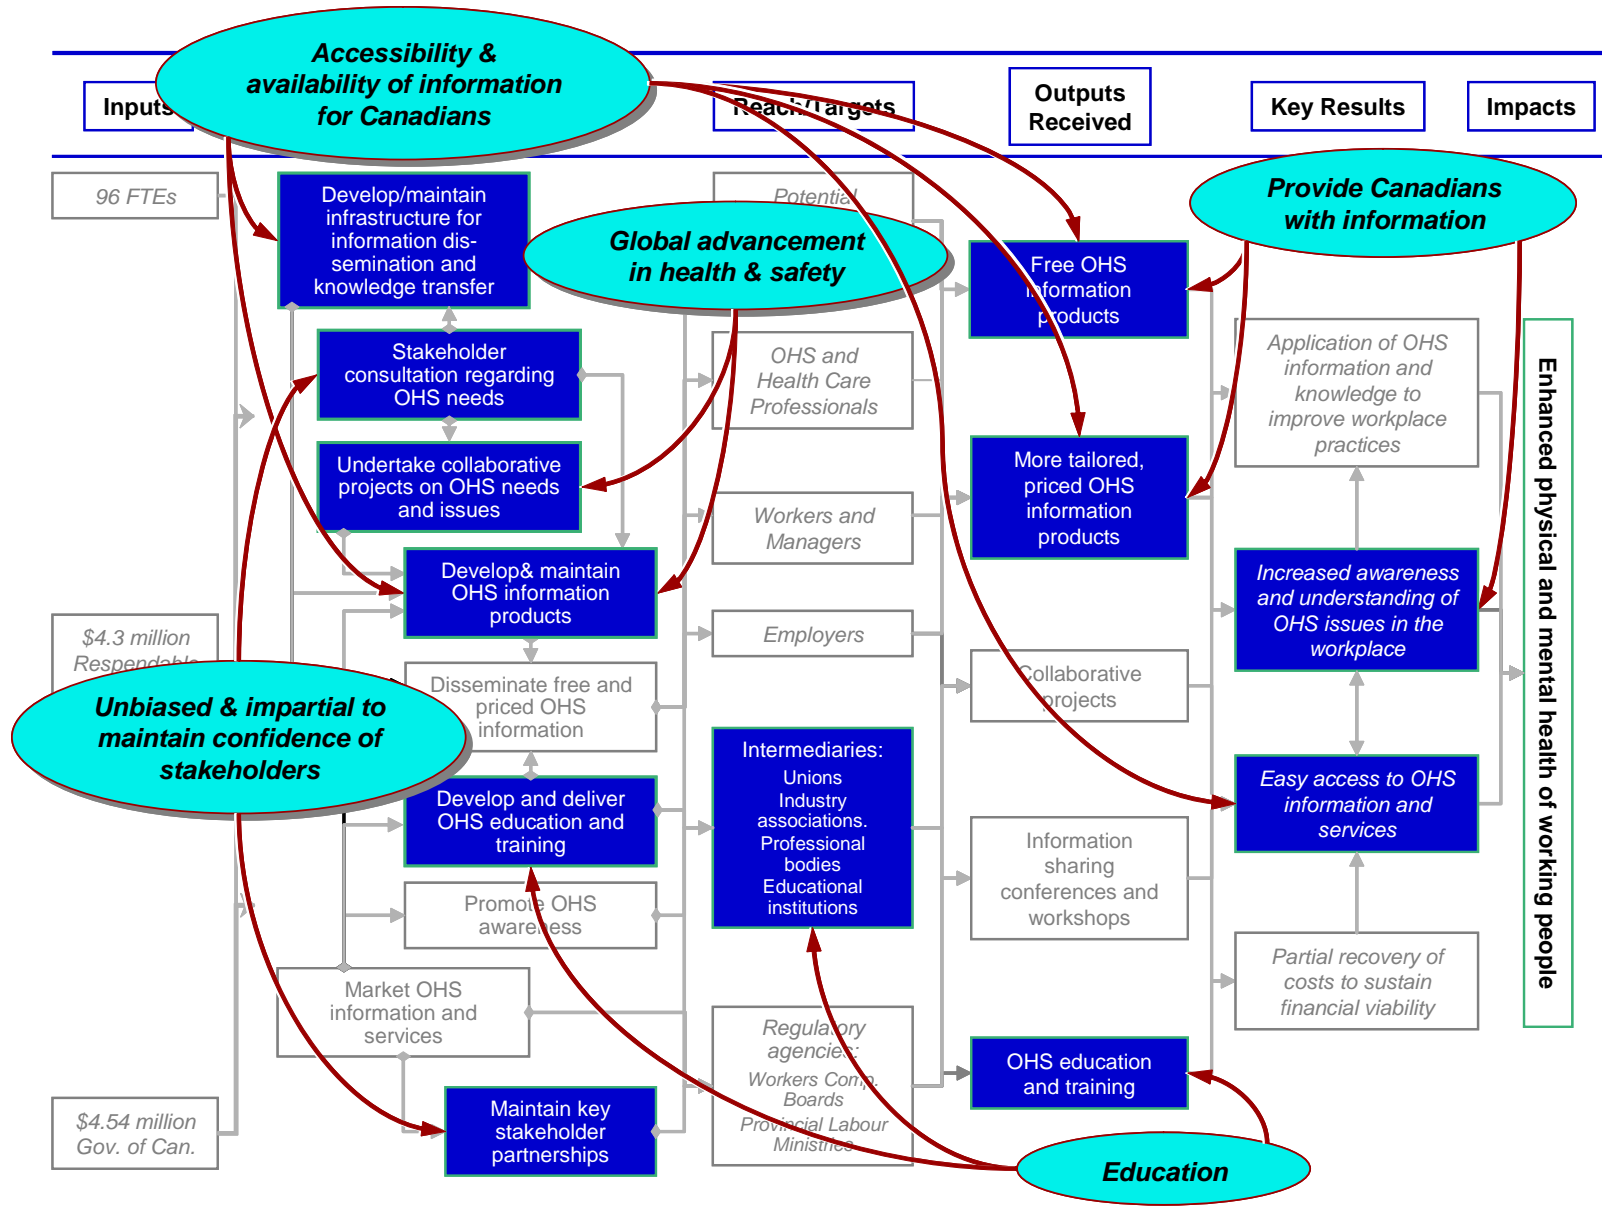 Accessibility &
availability of information
for Canadians
Inputs
Reach/Targets
Outputs
Received
Key Results
Impacts
96 FTEs
Develop/maintain
infrastructure for
information dis-
semination and
knowledge transfer
Potential
Provide Canadians
with information
Global advancement
in health & safety
Free OHS
information
products
Stakeholder
consultation regarding
OHS needs
OHS and
Health Care
Professionals
Application of OHS
information and
knowledge to
improve workplace
practices
Undertake collaborative
projects on OHS needs
and issues
Workers and
Managers
More tailored,
priced OHS
information
products
Develop& maintain
OHS information
products
Increased awareness
and understanding of
OHS issues in the
workplace
Enhanced physical and mental health of working people
$4.3 million
Respendable
Employers
Collaborative
projects
Unbiased & impartial to
maintain confidence of
stakeholders
Disseminate free and
priced OHS
information
Develop and deliver
OHS education and
training
Intermediaries:
Unions
Industry
associations.
Professional
bodies
Educational
institutions
Easy access to OHS
information and
services
Information
sharing
conferences and
workshops
Promote OHS
awareness
Partial recovery of
costs to sustain
financial viability
Market OHS
information and
services
Regulatory
agencies:
Workers Comp.
Boards
Provincial Labour
Ministries
OHS education
and training
$4.54 million
Gov. of Can.
Maintain key
stakeholder
partnerships
Education